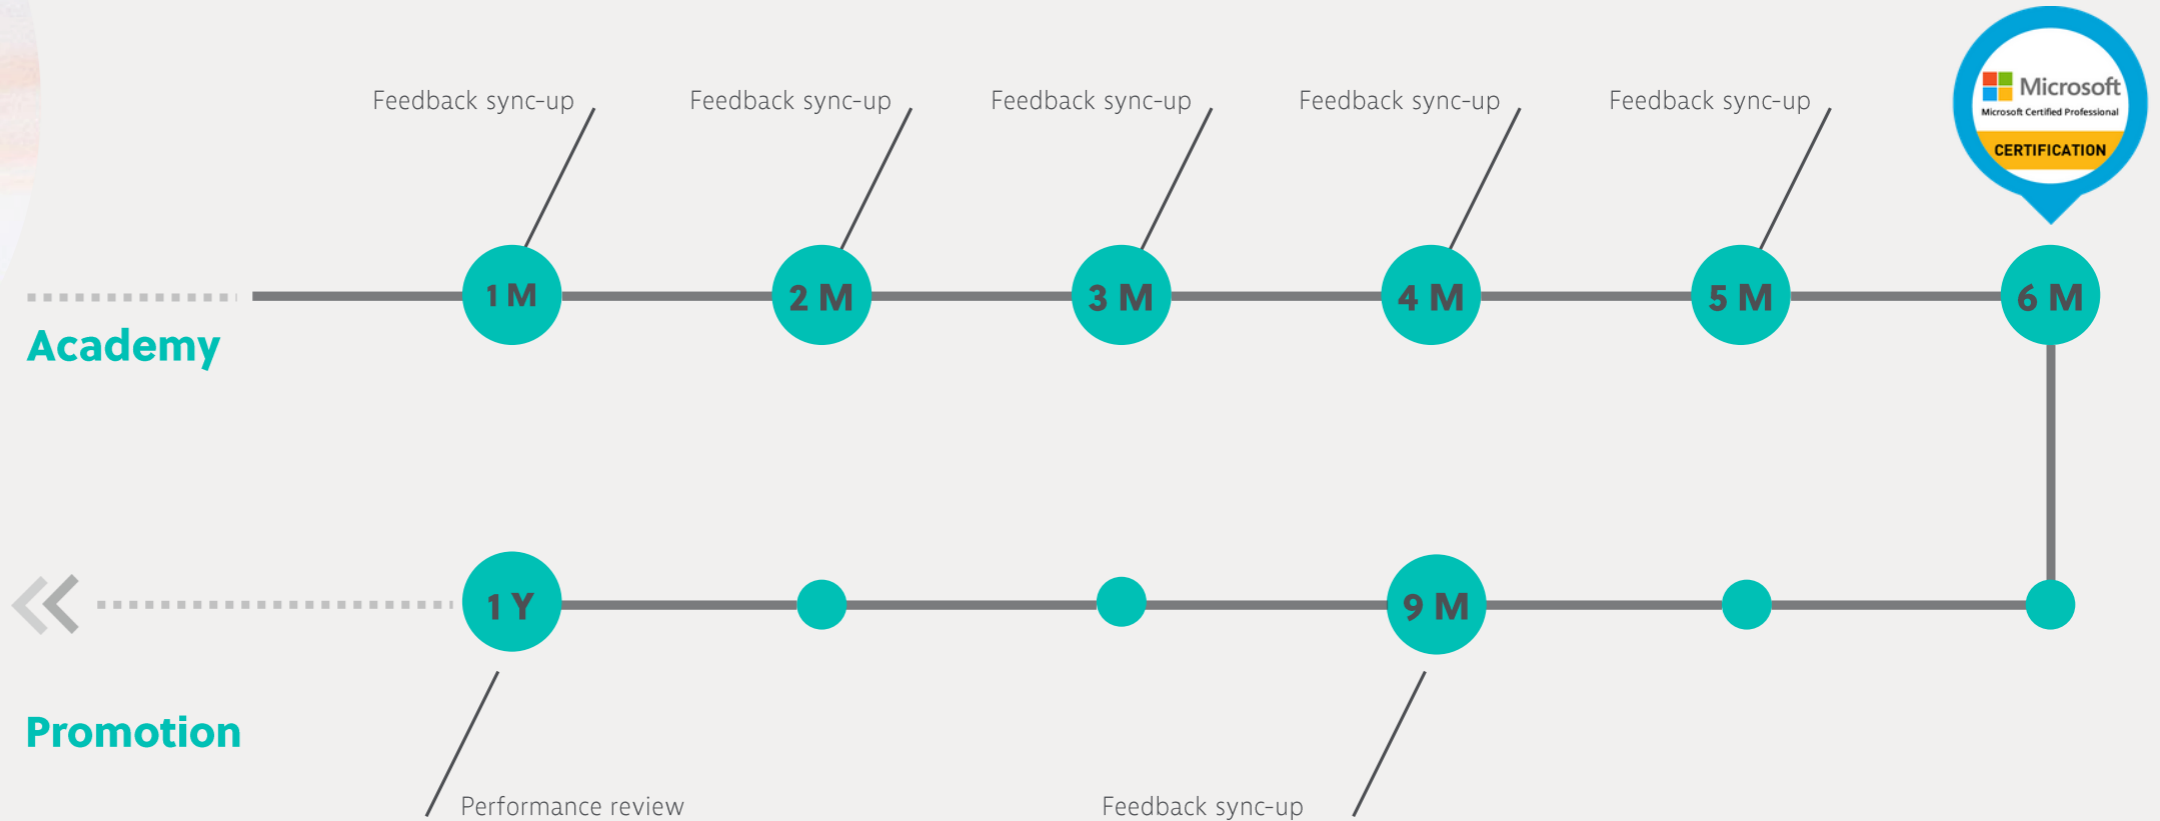 Feedback sync-up
Feedback sync-up
Feedback sync-up
Feedback sync-up
Feedback sync-up
Microsoft
Microsoft Certified Professional
CERTIFICATION
1 M
2 M
3 M
4 M
5 M
6 M
Academy
1 Y
9 M
Promotion
Performance review
Feedback sync-up